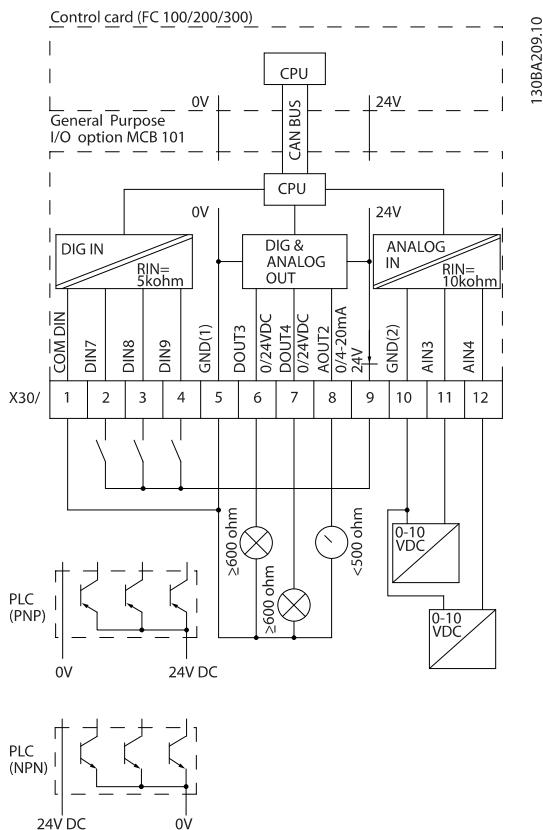 Control card (FC 100/200/300)
130BA209.10
CPU
0V
24V
CAN BUS
General Purpose
I/O option MCB 101
CPU
0V
24V
DIG IN
RIN=
5kohm
DIG &
ANALOG
OUT
ANALOG
IN
RIN=
10kohm
COM DIN
DIN7
DIN8
DIN9
GND(1)
DOUT3
0/24VDC
DOUT4
0/24VDC
AOUT2
0/4-20mA
24V
GND(2)
AIN3
AIN4
X30/ 1 2 3 4 5 6 7 8 9 10 11 12
≥600 ohm
≥600 ohm
<500 ohm
0-10
VDC
0-10
VDC
PLC
(PNP)
0V
24V DC
PLC
(NPN)
24V DC
0V